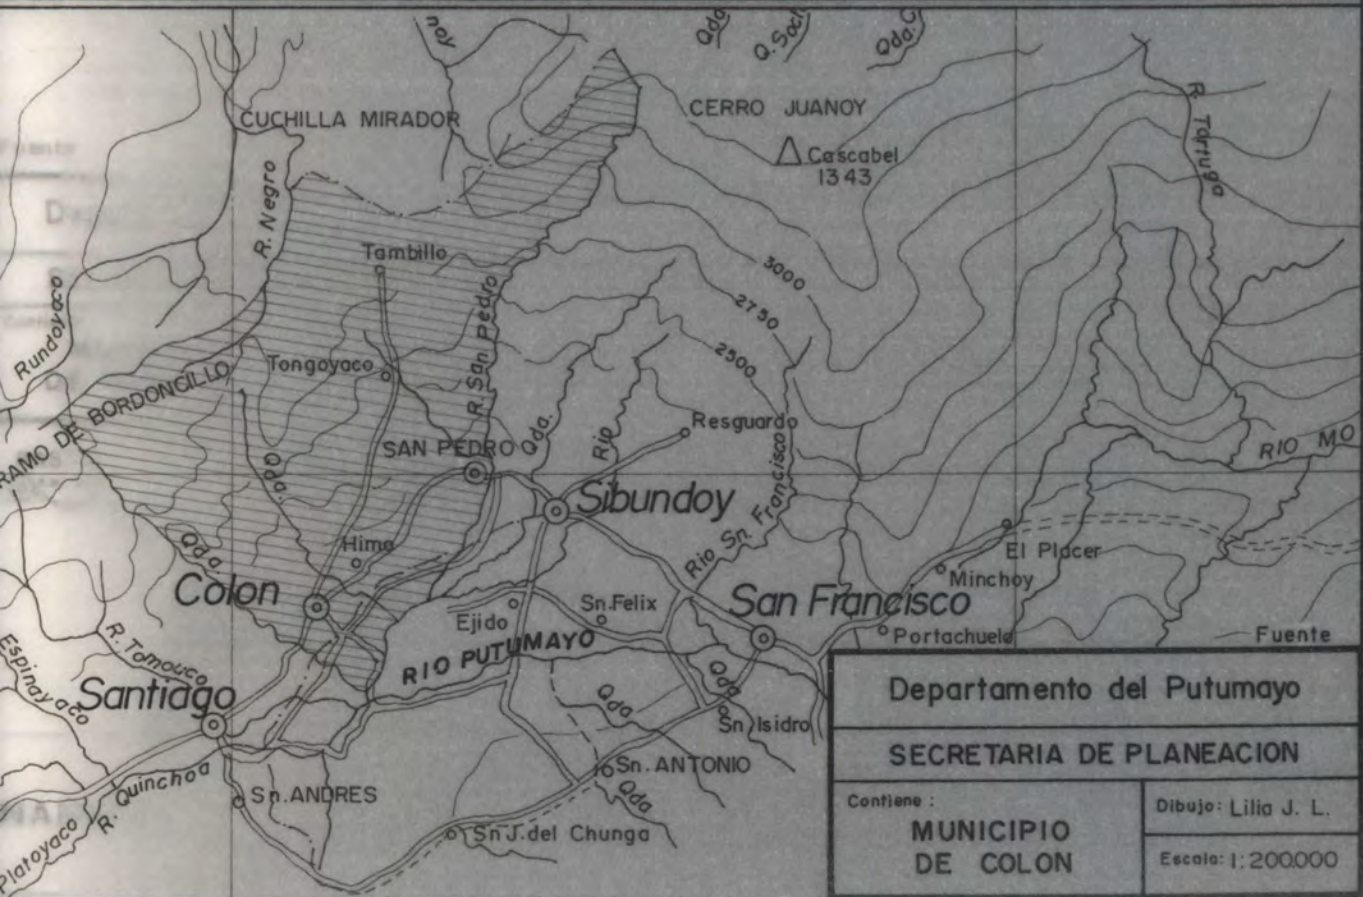 noy
Qda
Q. Soch
Qda. C
CUCHILLA MIRADOR
CERRO JUANOY
Cascabel
1343
R. Tortuga
R. Negro
Tambillo
3000
2750
2500
R. San Pedro
Rundoyaco
Tongoyaco
RAMO DE BORDONCILLO
Resguardo
SAN PEDRO
Qda.
Rio
Qda.
RIO MO
Sibundoy
Rio Sn. Francisco
Qda.
Hima
El Placer
Minchoy
Colon
Ejido
Sn. Felix
San Francisco
Portachuelo
Fuente
RIO PUTUMAYO
R. Tamauco
Espinayaco
Santiago
Qda
Qda
Sn. Isidro
R. Quinchoa
Sn. ANDRES
Sn. ANTONIO
Qda
Sn J. del Chunga
Platoyaco
Departamento del Putumayo
SECRETARIA DE PLANEACION
Contiene :
MUNICIPIO
DE COLON
Dibujo: Lilia J. L.
Escala: 1:200.000